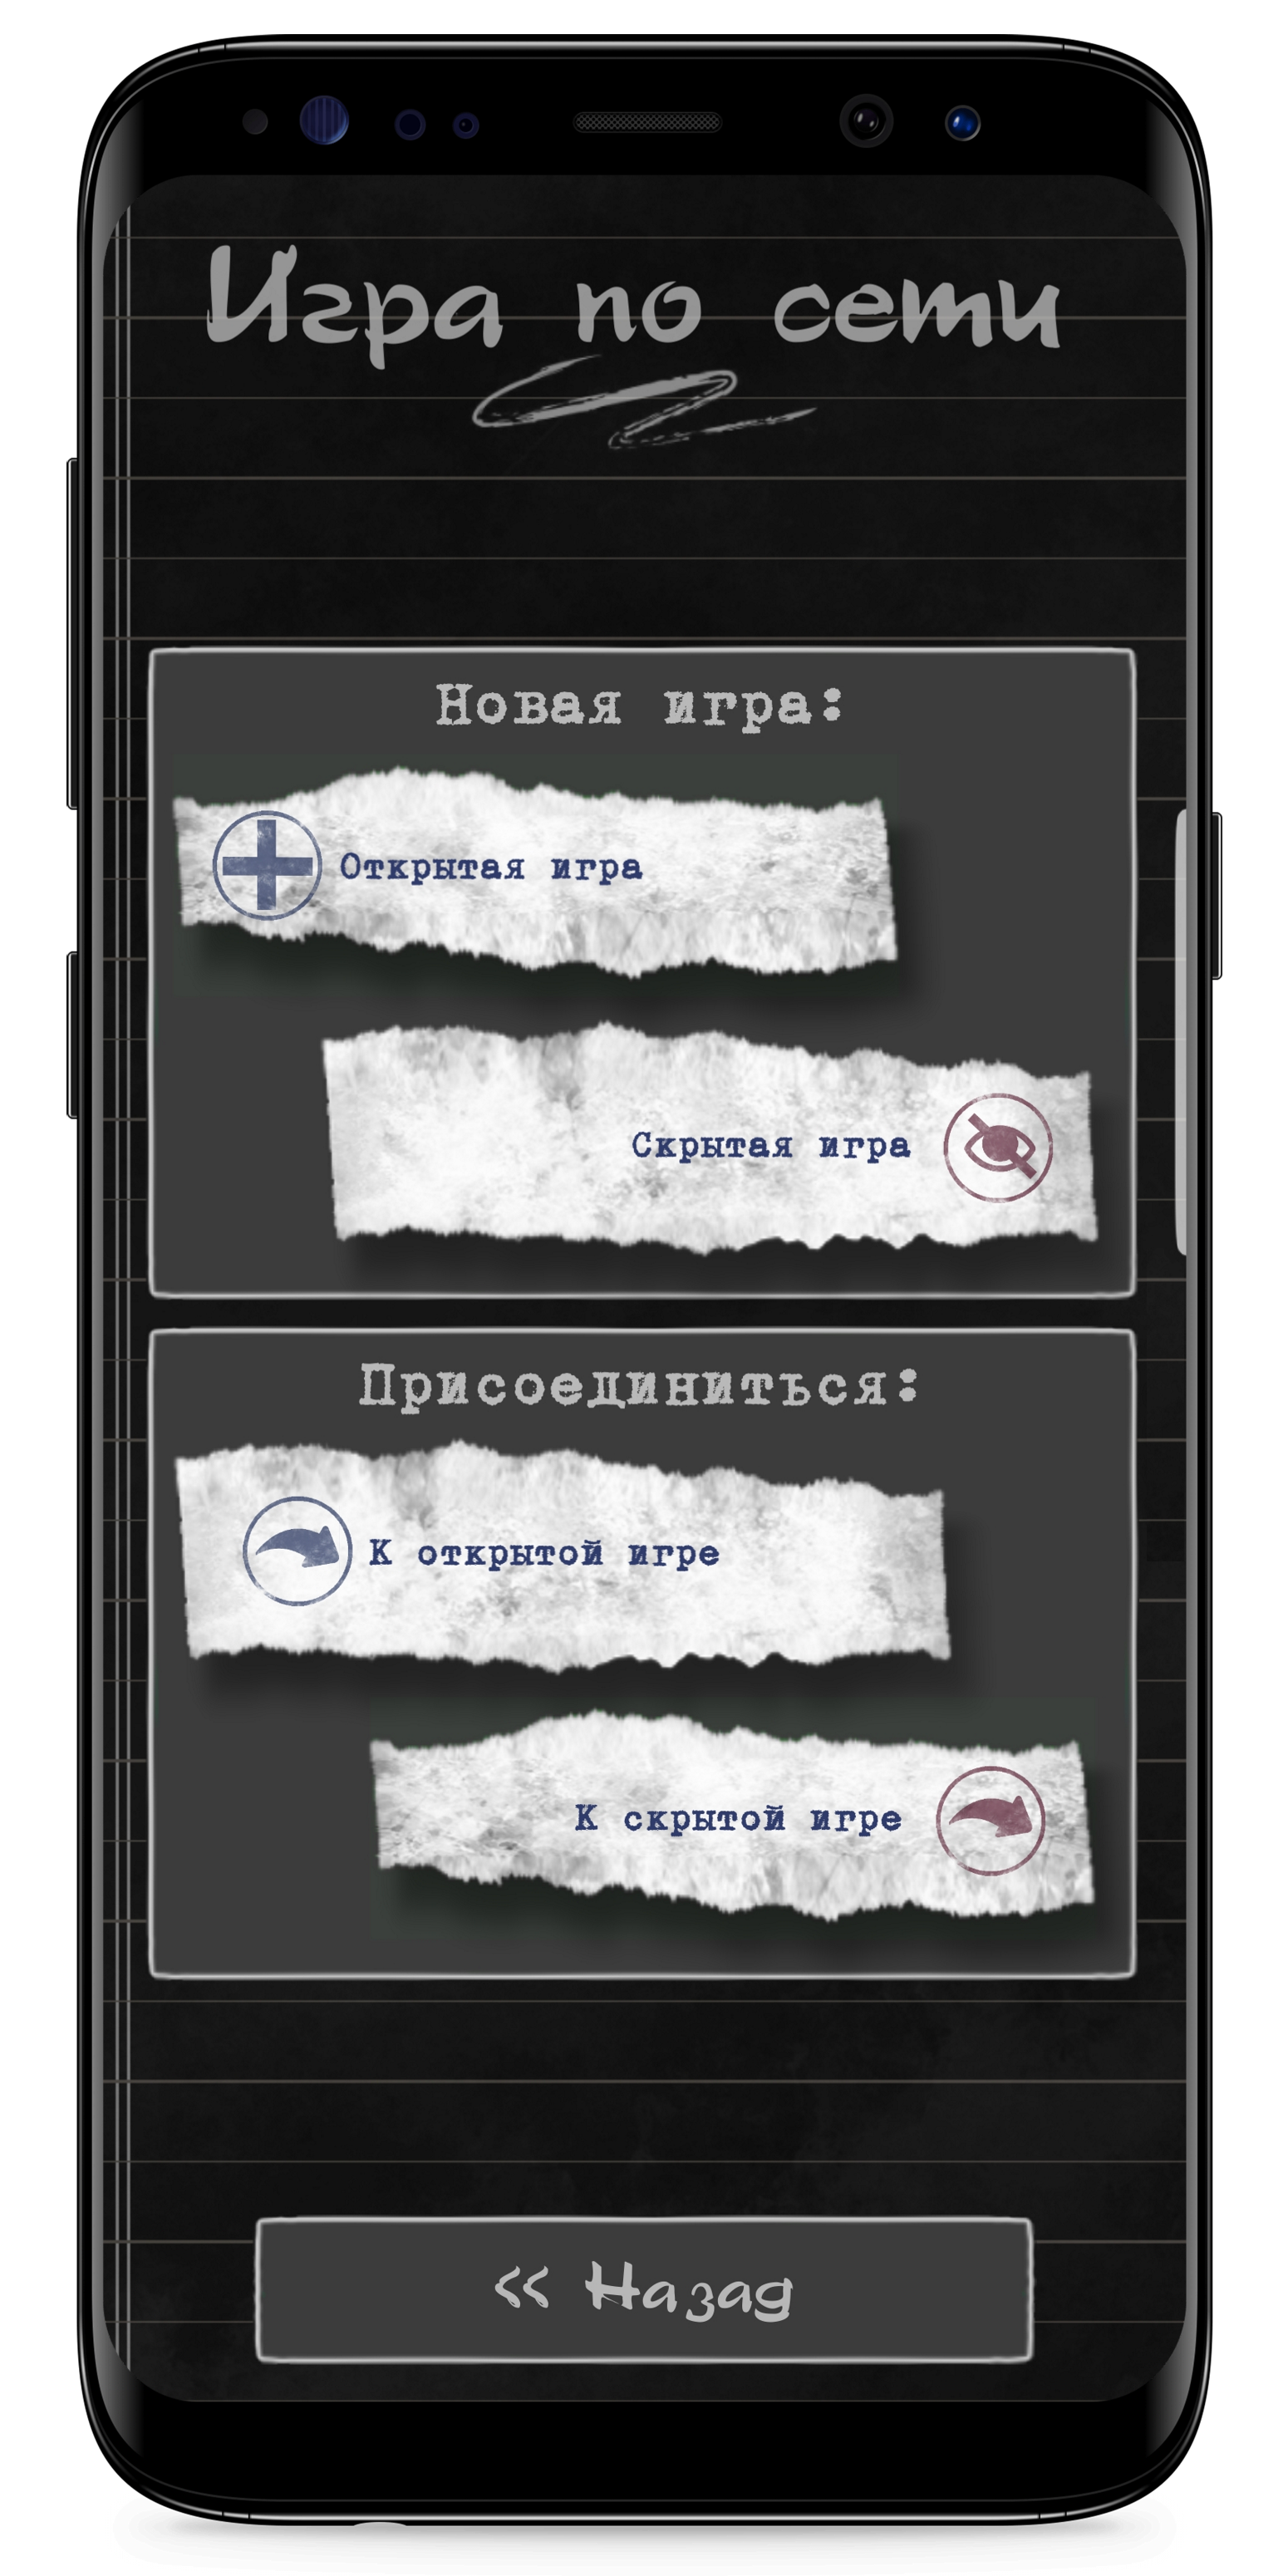 Игра по сети
Новая игра:
Открытая игра
Скрытая игра
Присоединиться:
К открытой игре
К скрытой игре
<< Назад